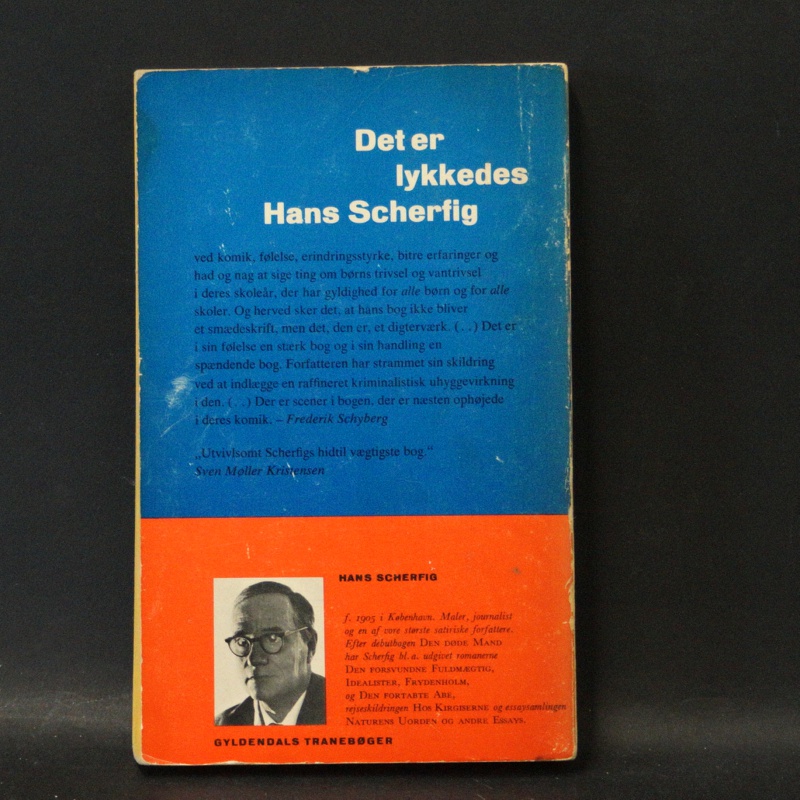 Det er
lykkedes
Hans Scherfig
ved komik, følelse, erindringsstyrke, bitre erfaringer og
had og nag at sige ting om børns trivsel og vantrivsel
i deres skoleår, der har gyldighed for alle børn og for alle
skoler. Og herved sker det, at hans bog ikke bliver
et smædeskrift, men det, den er, et digterværk. (. .) Det er
i sin følelse en stærk bog og i sin handling en
spændende bog. Forfatteren har strammet sin skildring
ved at indlægge en raffineret kriminalistisk uhyggevirkning
i den. (. .) Der er scener i bogen, der er næsten ophøjede
i deres komik. – Frederik Schyberg
„Utvivlsomt Scherfigs hidtil vægtigste bog.“
Sven Møller Kristensen
HANS SCHERFIG
f. 1905 i København. Maler, journalist
og en af vore største satiriske forfattere.
Efter debutbogen DEN DØDE MAND
har Scherfig bl. a. udgivet romanerne
DEN FORSVUNDNE FULDMÆGTIG,
IDEALISTER, FRYDENHOLM,
og DEN FORTABTE ABE,
rejseskildringen HOS KIRGISERNE og essaysamlingen
NATURENS UORDEN OG ANDRE ESSAYS.
GYLDENDALS TRANEBØGER